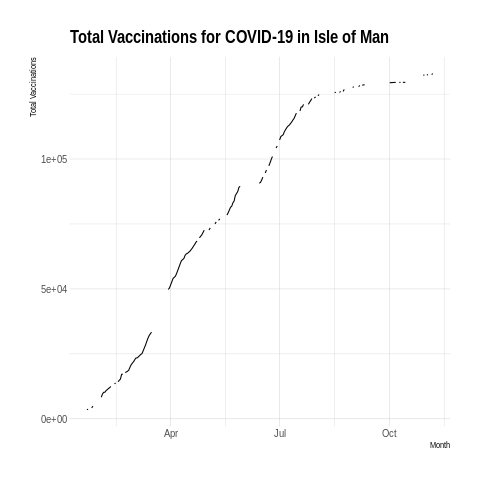 Total Vaccinations for COVID-19 in Isle of Man
Total Vaccinations
1e+05
5e+04
0e+00
Apr Jul Oct
Month